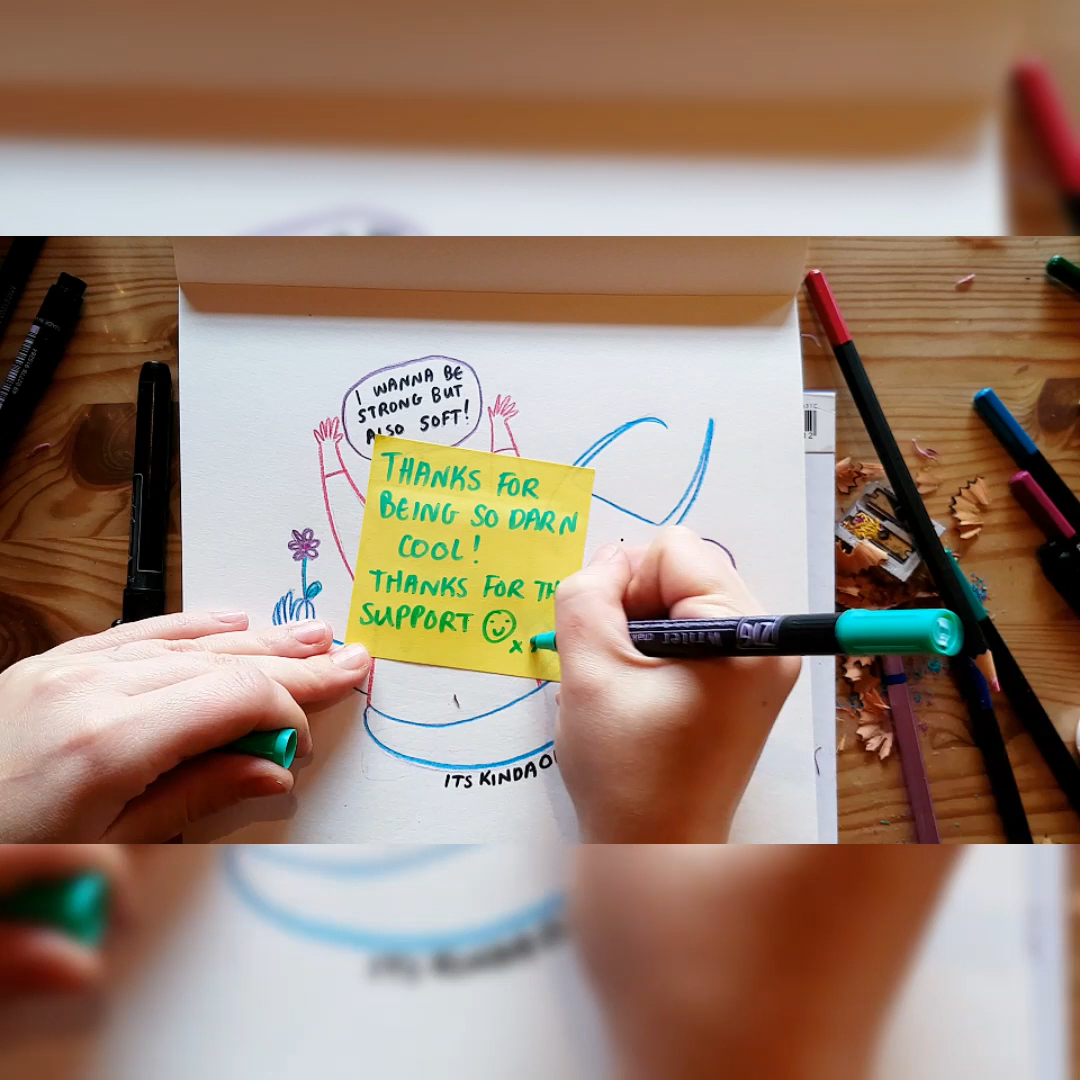 I WANNA BE
STRONG BUT
ALSO SOFT!
THANKS FOR
BEING SO DARN
COOL!
THANKS FOR
SUPPORT
ITS KINDA